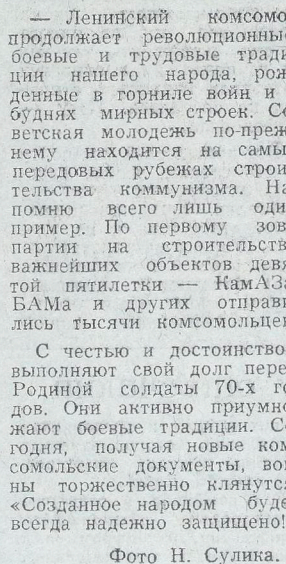 — Ленинский комсомо
продолжает революционны
боевые и трудовые тради
ции нашего народа, рож
денные в горниле войн и
буднях мирных строек. Со
ветская молодежь по-преж
нему находится на самы
передовых рубежах строи
тельства коммунизма. На
помню всего лишь оди
пример. По первому зов
партии на строительств
важнейших объектов девя
той пятилетки — КамАЗа
БАМа и других отправи
лись тысячи комсомольцев
С честью и достоинство
выполняют свой долг пере
Родиной солдаты 70-х го
дов. Они активно приумно
жают боевые традиции. Се
годня, получая новые ком
сомольские документы, вои
ны торжественно клянутся
«Созданное народом буде
всегда надежно защищено!
Фото Н. Сулика.